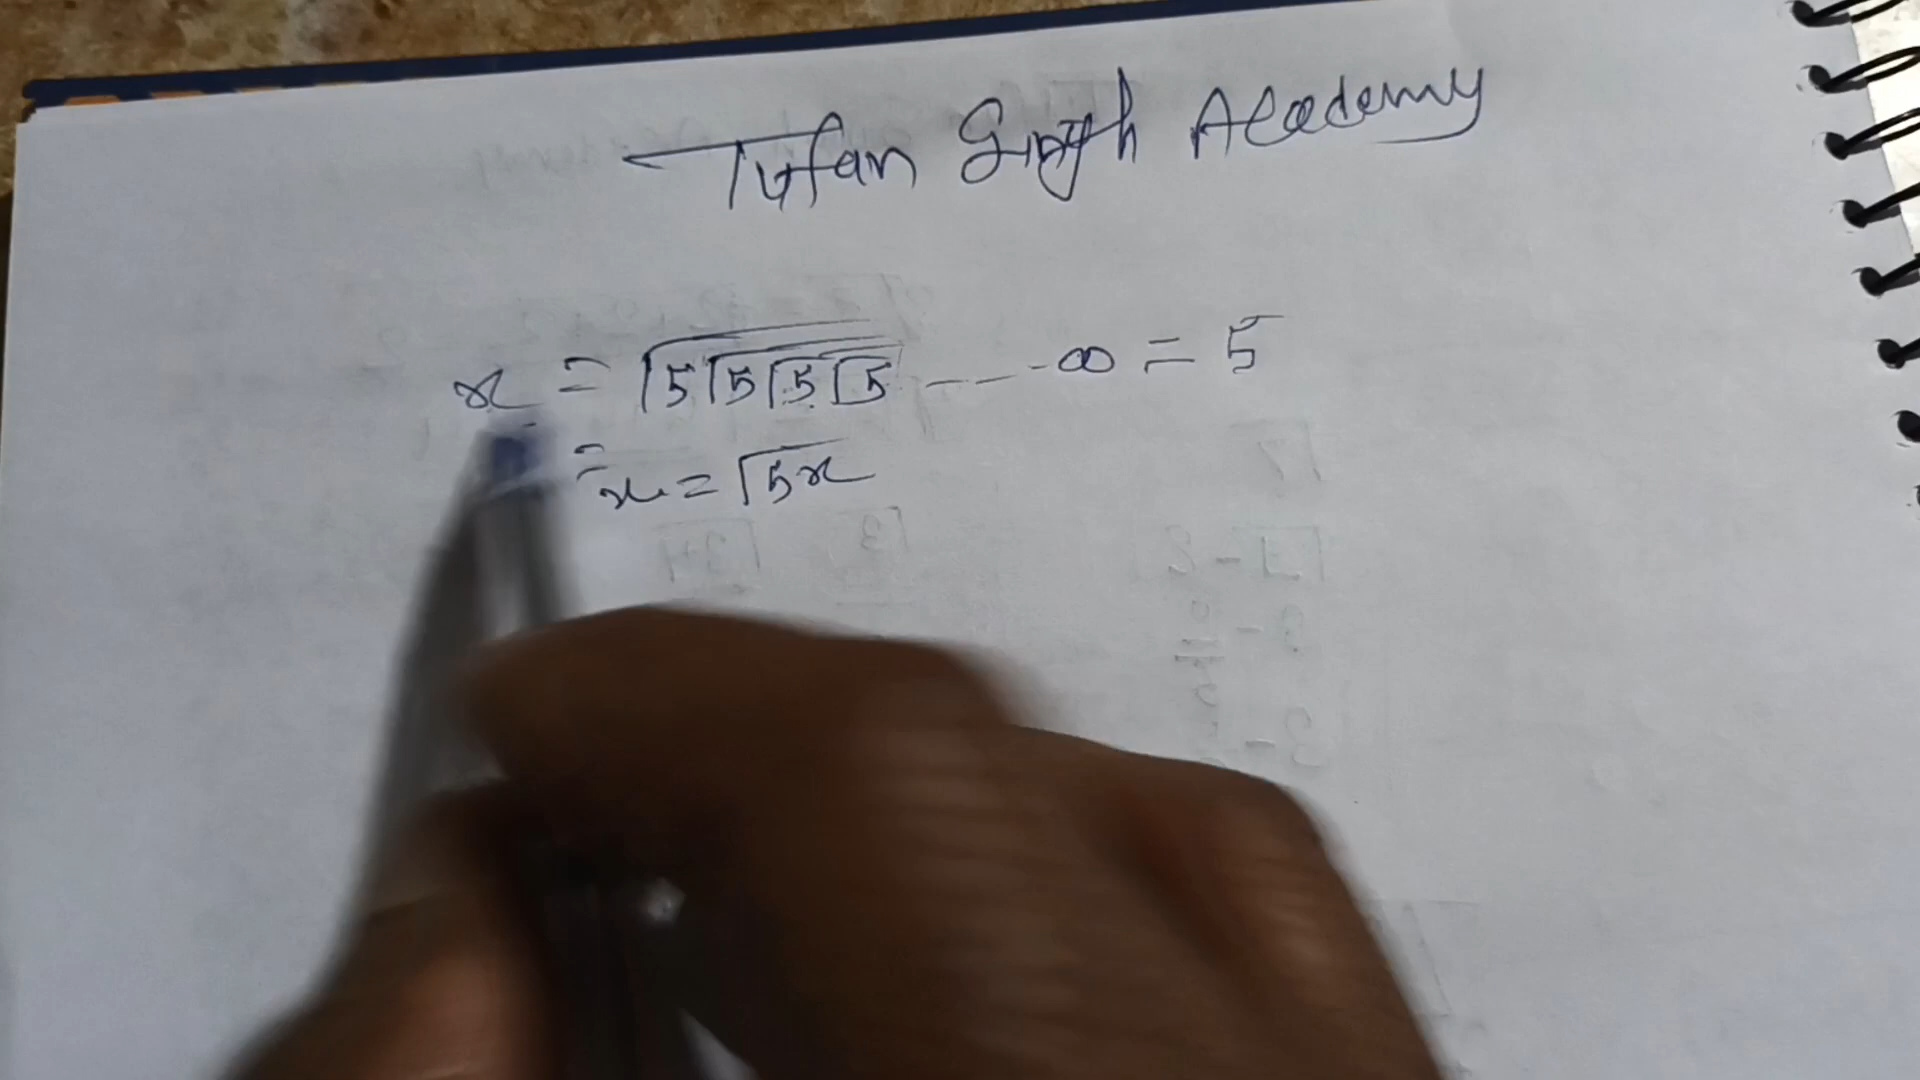 Tufan Singh Academy
x = √5√5√5√5 --- ∞ = 5
= x = √5x